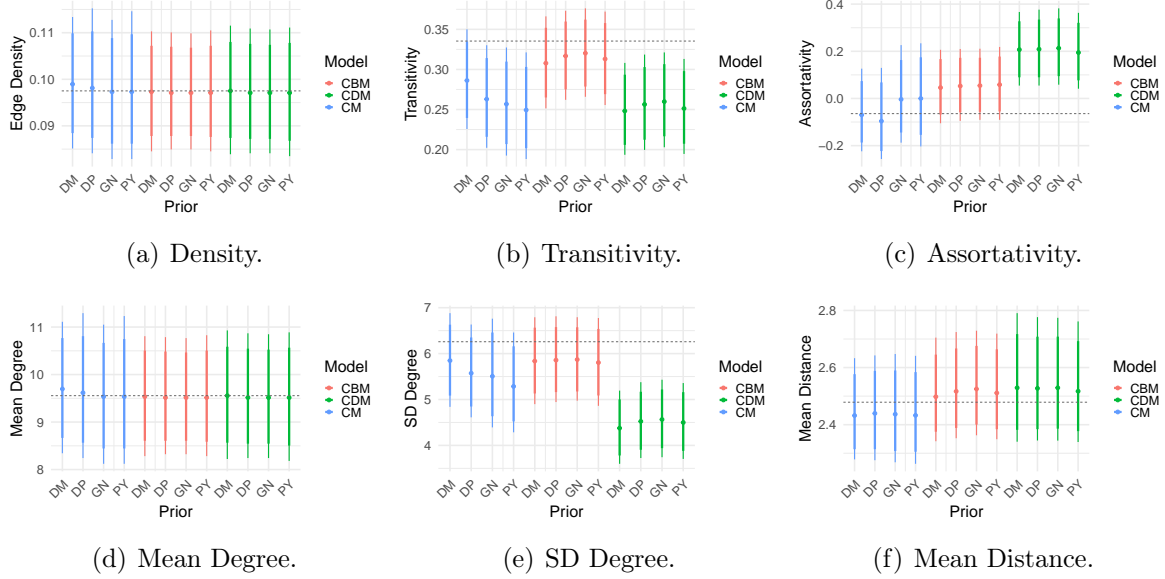 Edge Density
0.11
0.10
0.09
DM DP GN PY DM DP GN PY DM DP GN PY
Prior
Model
CBM
CDM
CM
(a) Density.
Transitivity
0.35
0.30
0.25
0.20
DM DP GN PY DM DP GN PY DM DP GN PY
Prior
Model
CBM
CDM
CM
(b) Transitivity.
Assortativity
0.4
0.2
0.0
−0.2
DM DP GN PY DM DP GN PY DM DP GN PY
Prior
Model
CBM
CDM
CM
(c) Assortativity.
Mean Degree
11
10
9
8
DM DP GN PY DM DP GN PY DM DP GN PY
Prior
Model
CBM
CDM
CM
(d) Mean Degree.
SD Degree
7
6
5
4
DM DP GN PY DM DP GN PY DM DP GN PY
Prior
Model
CBM
CDM
CM
(e) SD Degree.
Mean Distance
2.8
2.6
2.4
DM DP GN PY DM DP GN PY DM DP GN PY
Prior
Model
CBM
CDM
CM
(f) Mean Distance.